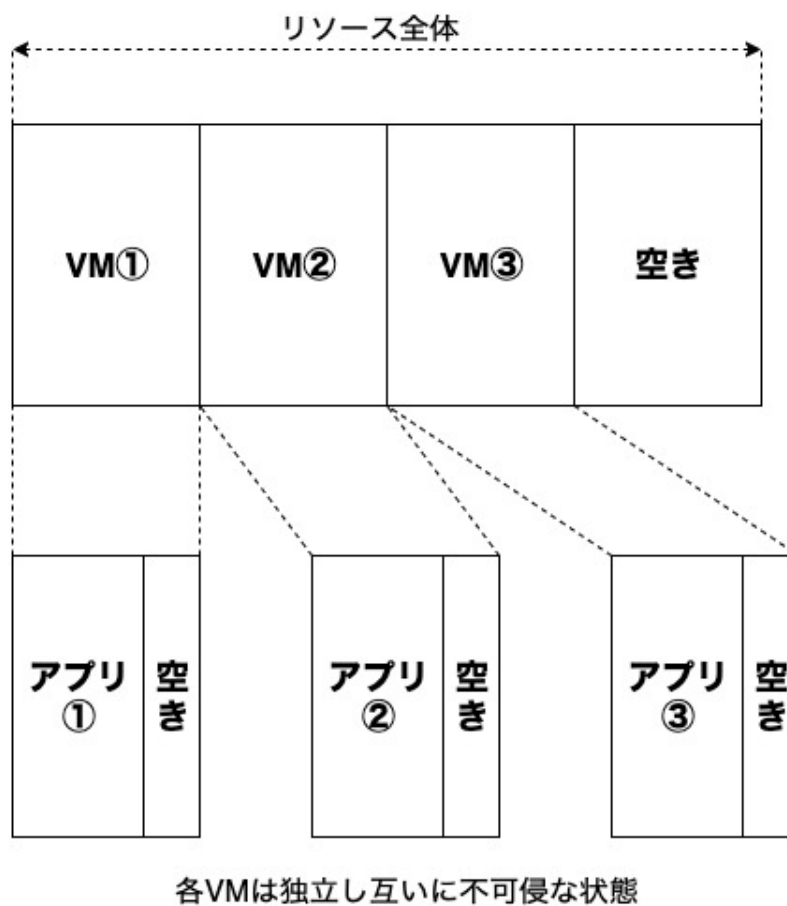 リソース全体
VM①
VM②
VM③
空き
アプリ
①
空
き
アプリ
②
空
き
アプリ
③
空
き
各VMは独立し互いに不可侵な状態